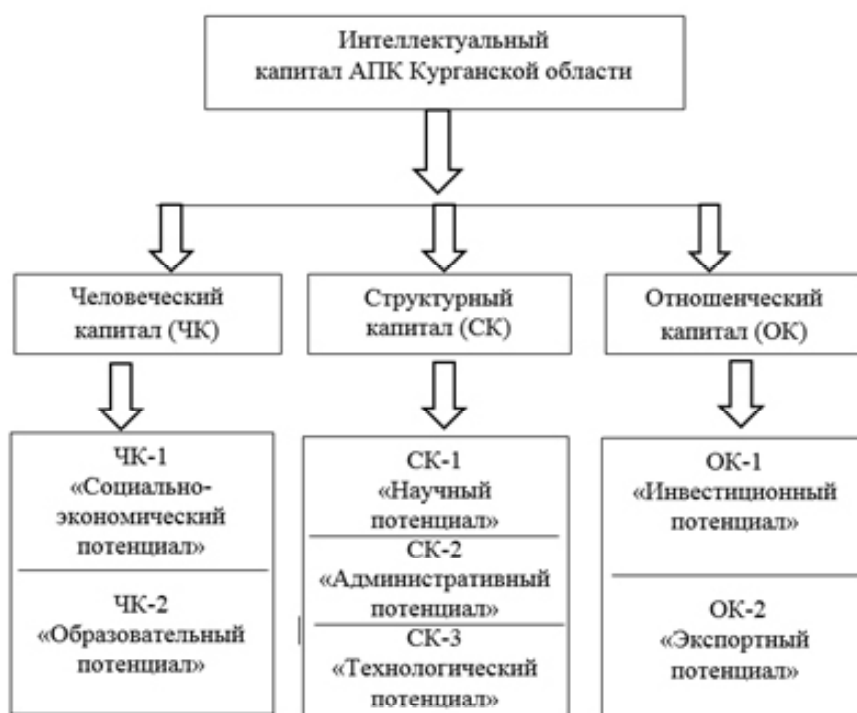 Интеллектуальный
капитал АПК Курганской области
Человеческий
капитал (ЧК)
Структурный
капитал (СК)
Отношенческий
капитал (ОК)
ЧК-1
«Социально-
экономический
потенциал»
ЧК-2
«Образовательный
потенциал»
СК-1
«Научный
потенциал»
СК-2
«Административный
потенциал»
СК-3
«Технологический
потенциал»
ОК-1
«Инвестиционный
потенциал»
ОК-2
«Экспортный
потенциал»